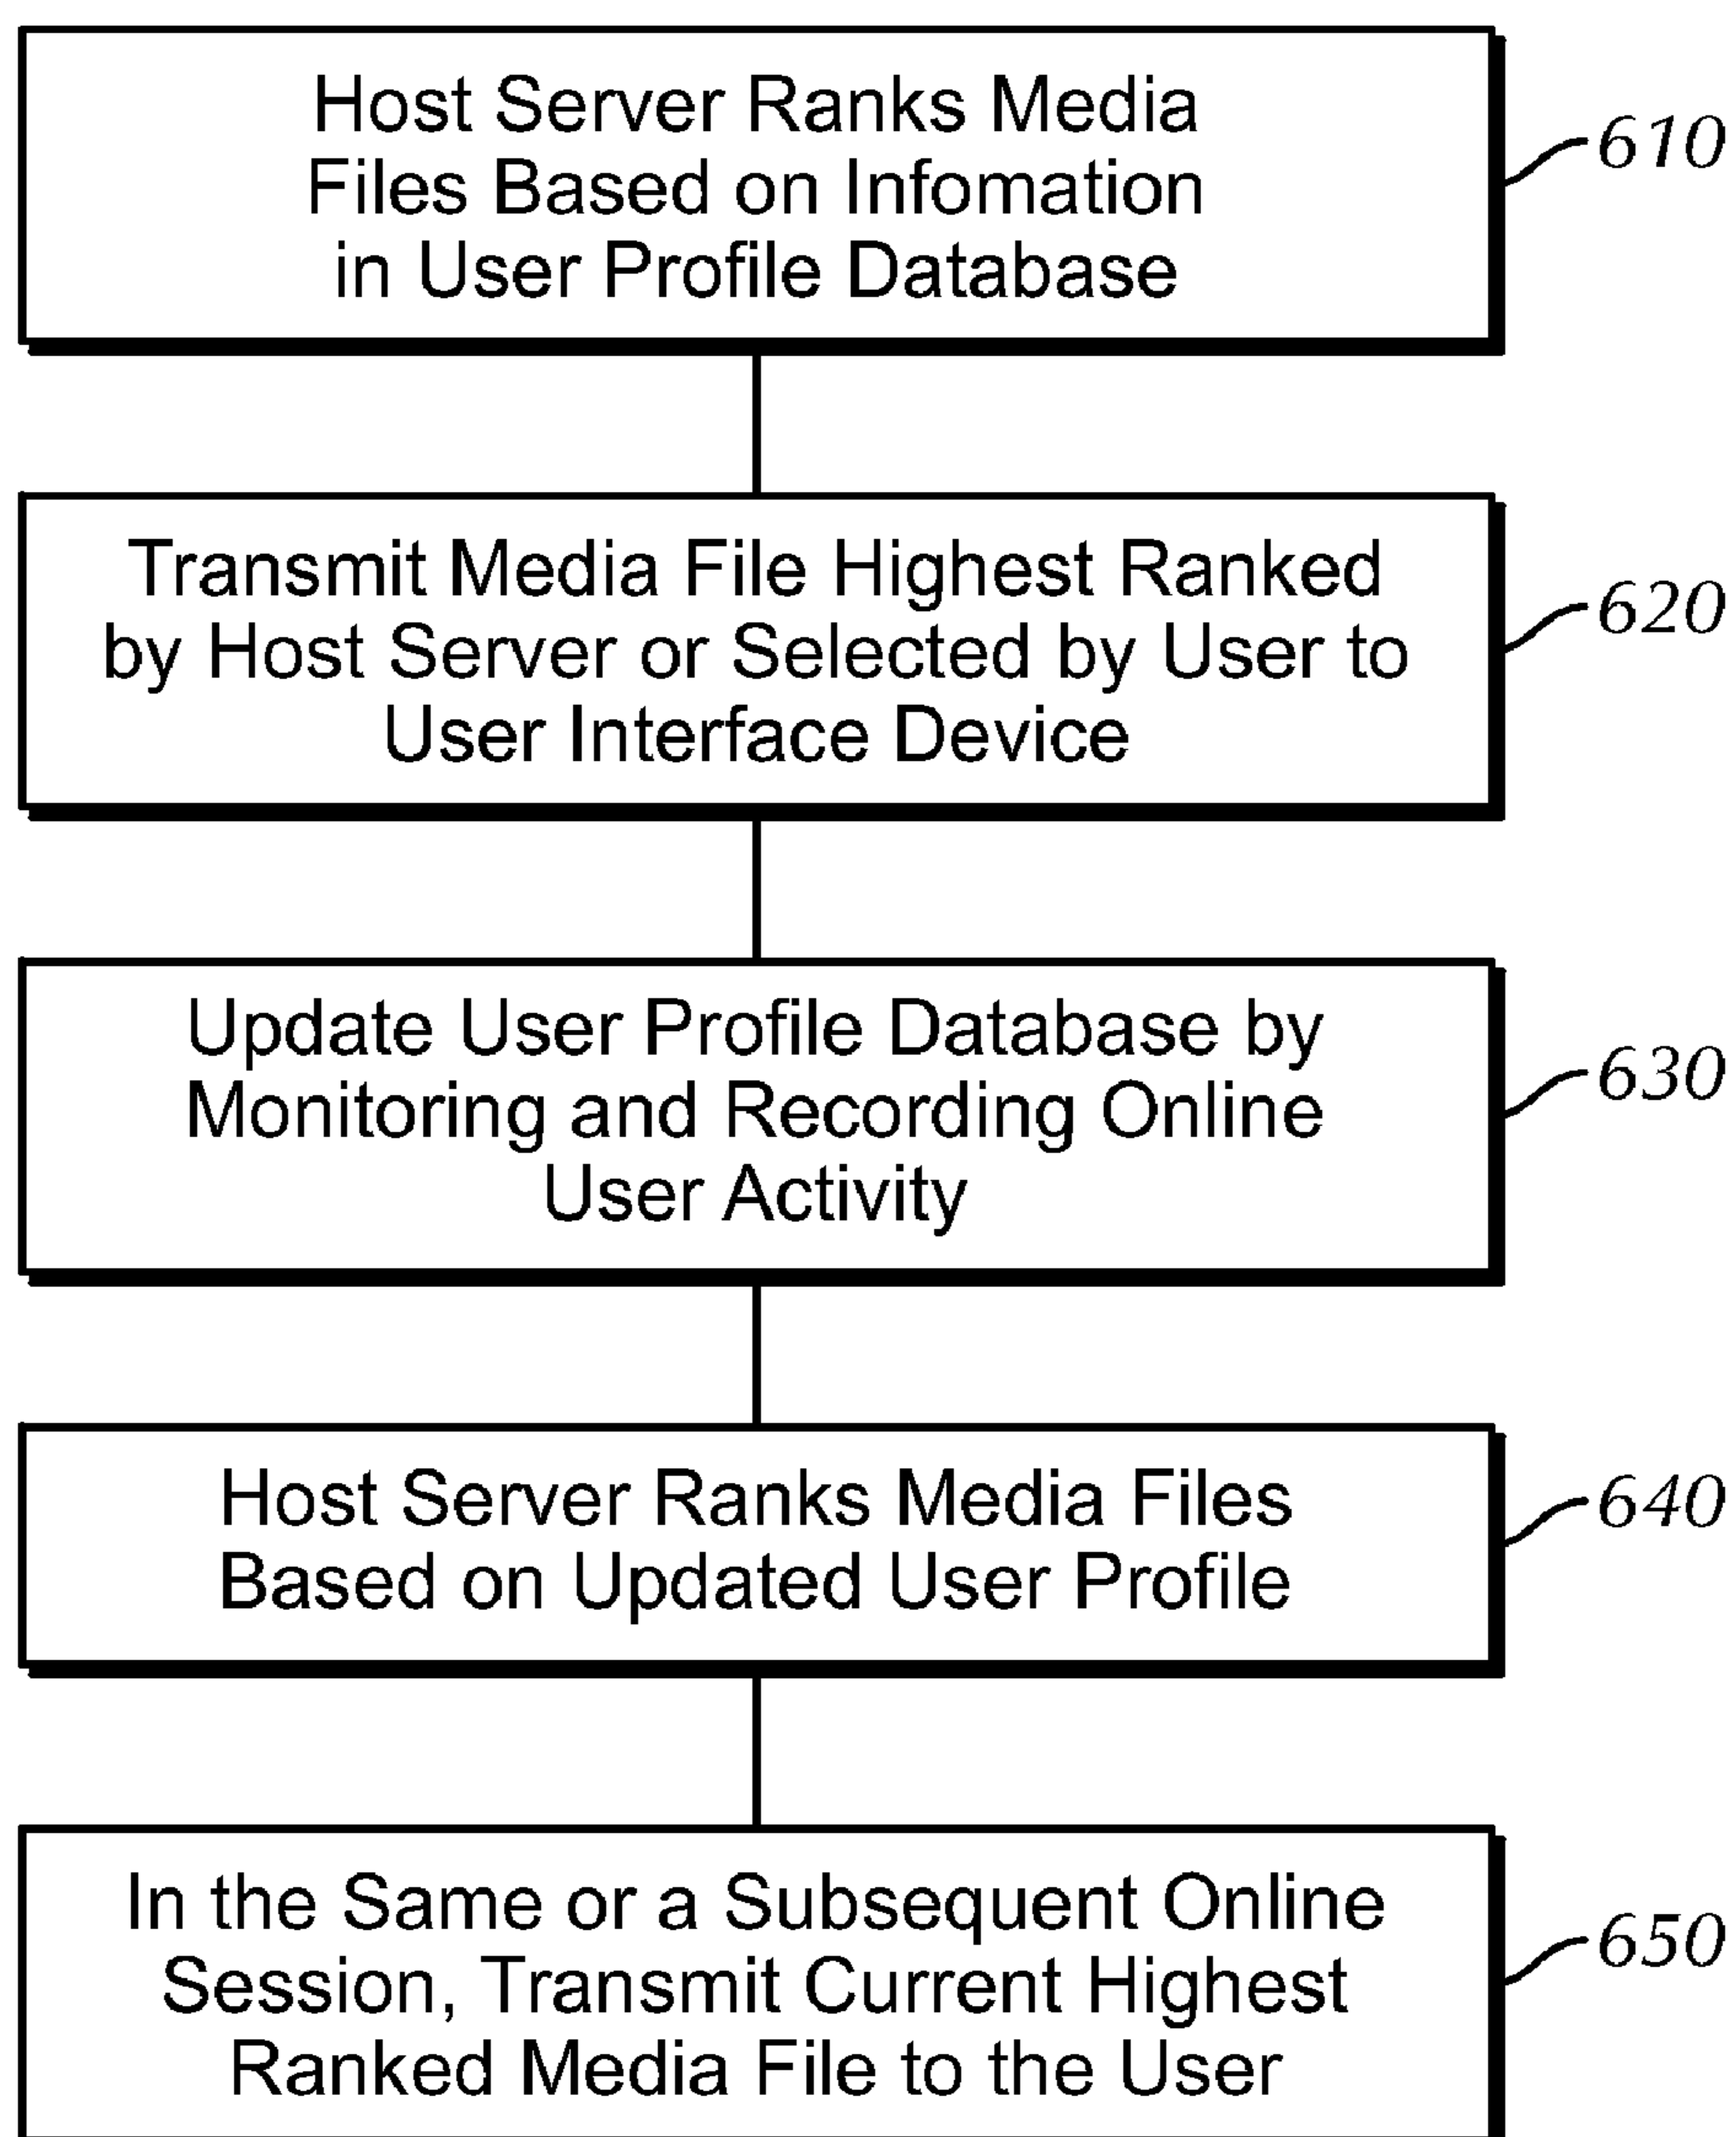 Host Server Ranks Media
Files Based on Infomation
in User Profile Database
610
Transmit Media File Highest Ranked
by Host Server or Selected by User to
User Interface Device
620
Update User Profile Database by
Monitoring and Recording Online
User Activity
630
Host Server Ranks Media Files
Based on Updated User Profile
640
In the Same or a Subsequent Online
Session, Transmit Current Highest
Ranked Media File to the User
650